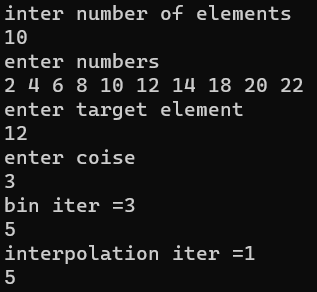 inter number of elements
10
enter numbers
2 4 6 8 10 12 14 18 20 22
enter target element
12
enter coise
3
bin iter =3
5
interpolation iter =1
5